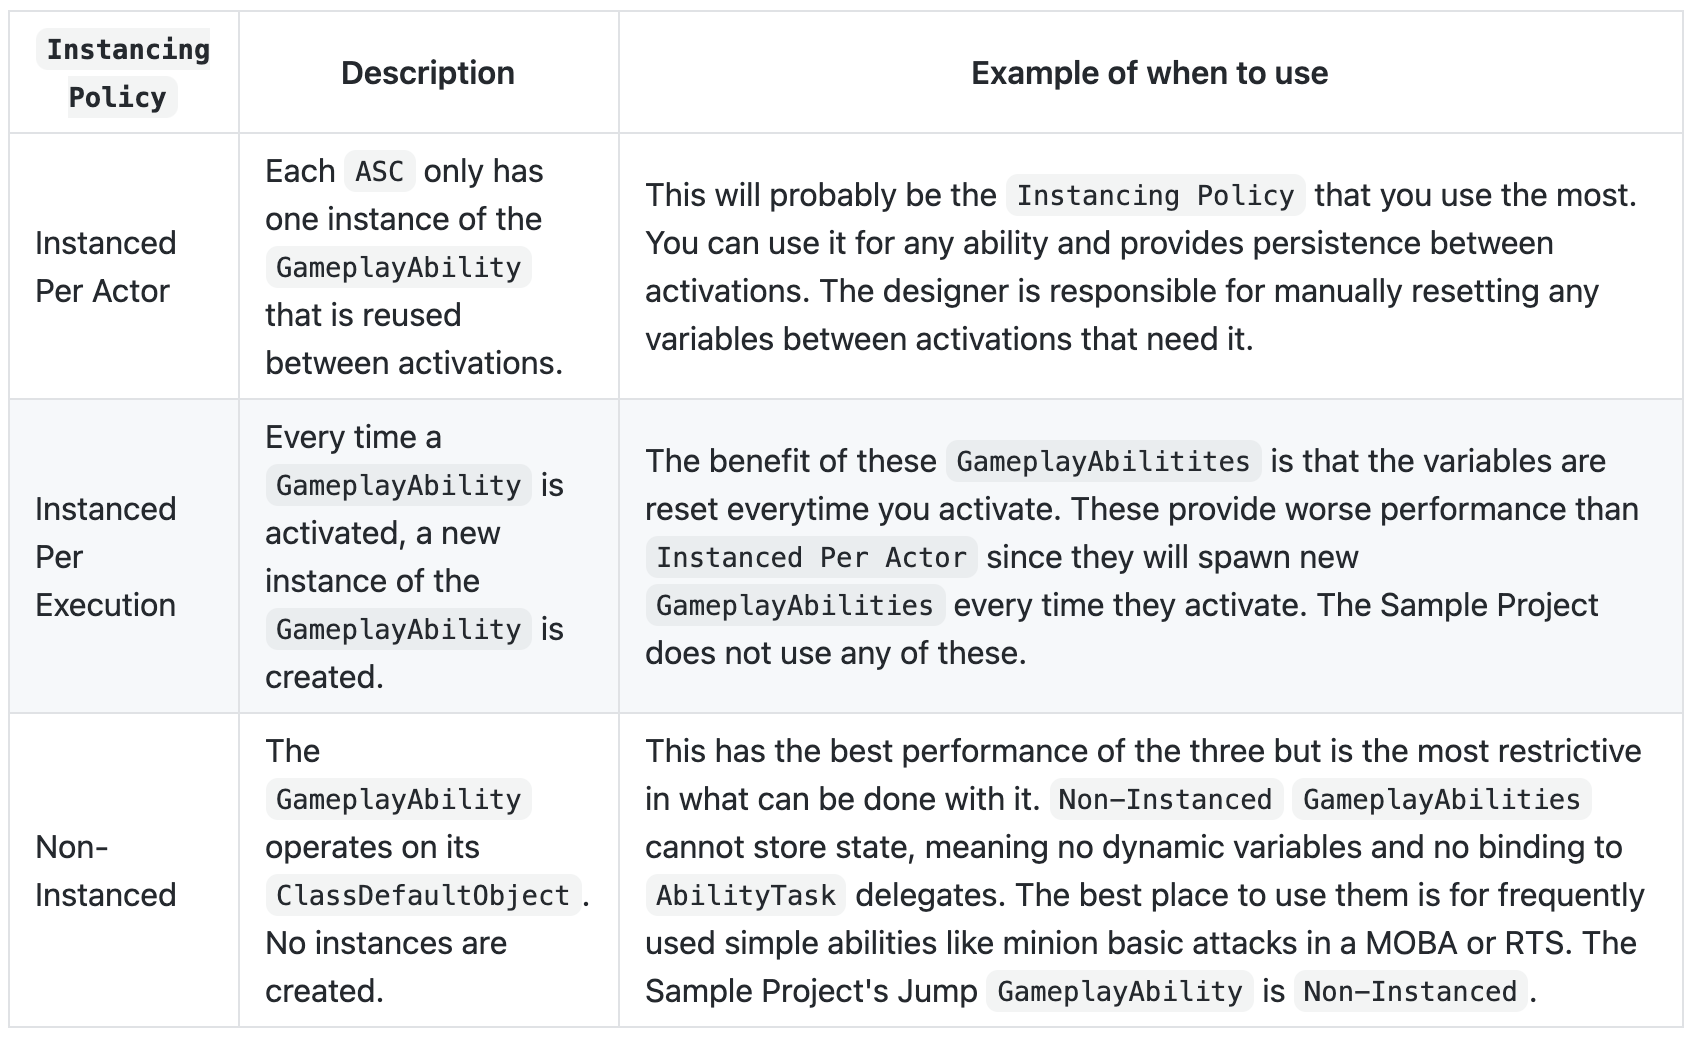 Instancing
Policy
Description
Example of when to use
Instanced
Per Actor
Each ASC only has
one instance of the
GameplayAbility
that is reused
between activations.
This will probably be the Instancing Policy that you use the most.
You can use it for any ability and provides persistence between
activations. The designer is responsible for manually resetting any
variables between activations that need it.
Instanced
Per
Execution
Every time a
GameplayAbility is
activated, a new
instance of the
GameplayAbility is
created.
The benefit of these GameplayAbilitites is that the variables are
reset everytime you activate. These provide worse performance than
Instanced Per Actor since they will spawn new
GameplayAbilities every time they activate. The Sample Project
does not use any of these.
Non-
Instanced
The
GameplayAbility
operates on its
ClassDefaultObject.
No instances are
created.
This has the best performance of the three but is the most restrictive
in what can be done with it. Non-Instanced GameplayAbilities
cannot store state, meaning no dynamic variables and no binding to
AbilityTask delegates. The best place to use them is for frequently
used simple abilities like minion basic attacks in a MOBA or RTS. The
Sample Project's Jump GameplayAbility is Non-Instanced.